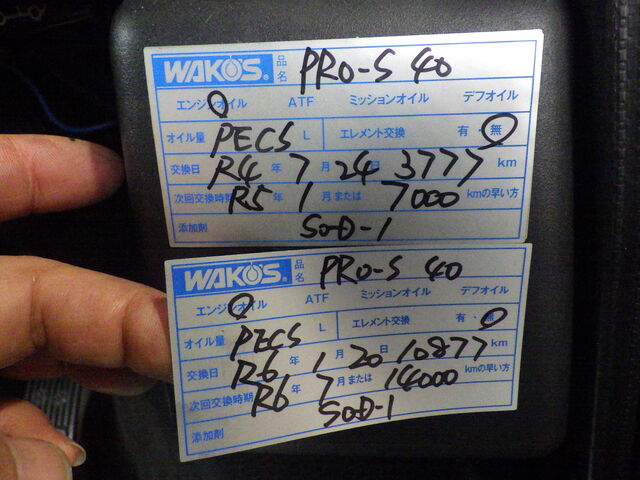 WAKO'S. 品名 PRO-S 40
エンジンオイル ATF ミッションオイル デフオイル
オイル量 PECS L エレメント交換 有・無
交換日 R4 年 7 月 24 日 3777 km
次回交換時期 R5 年 1 月または 7000 kmの早い方
添加剤 S.O.D-1
WAKO'S. 品名 PRO-S 40
エンジンオイル ATF ミッションオイル デフオイル
オイル量 PECS L エレメント交換 有・無
交換日 R6 年 1 月 20 日 10877 km
次回交換時期 R6 年 7 月または 14000 kmの早い方
添加剤 S.O.D-1